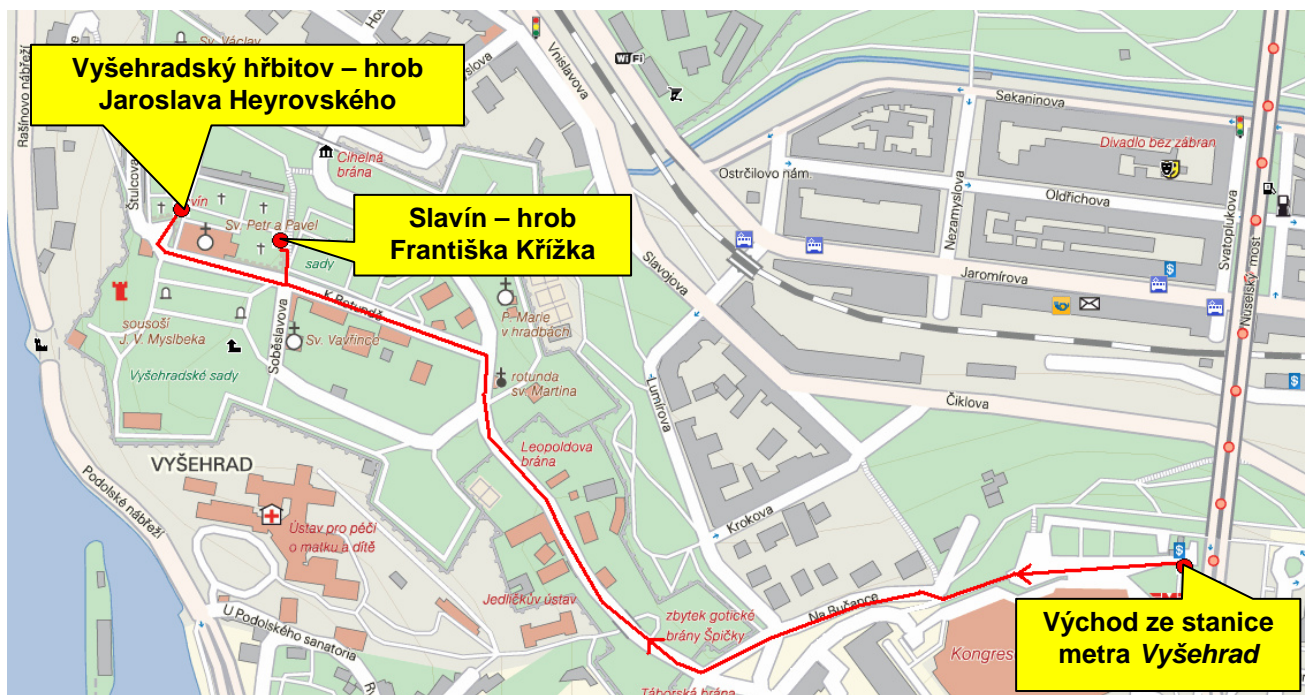 Vyšehradský hřbitov – hrob
Jaroslava Heyrovského
Slavín – hrob
Františka Křížka
Východ ze stanice
metra Vyšehrad
Rašínovo nábřeží
Sv. Václav
Vnislavova
WiFi
Sekaninova
Divadlo bez zábran
Cihelná
brána
Ostrčilovo nám.
Oldřichova
Štulcova
Sv. Petr a Pavel
sady
Slavojova
Nezamyslova
Svatoplukova
Nuselský most
Jaromírova
K Rotundě
P. Marie
v hradbách
sousoší
J. V. Myslbeka
Soběslavova
Sv. Vavřince
Vyšehradské sady
rotunda
sv. Martina
Lumírova
Čiklova
Leopoldova
brána
VYŠEHRAD
Podolské nábřeží
Krokova
Ústav pro péči
o matku a dítě
Jedličkův ústav
Na Bučance
zbytek gotické
brány Špičky
U Podolského sanatoria
Kongres
Táborská brána